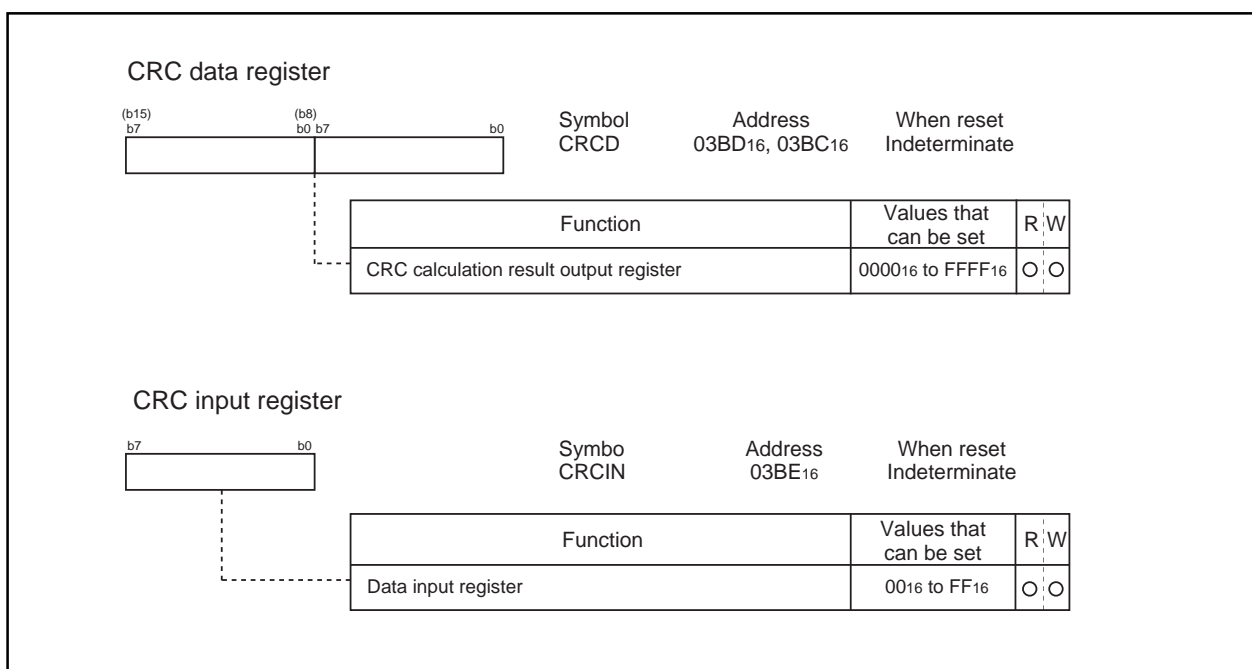 CRC data register
(b15) (b8)
b7 b0 b7 b0
Symbol Address When reset
CRCD 03BD16, 03BC16 Indeterminate
Function Values that can be set R W
CRC calculation result output register 000016 to FFFF16 O O
CRC input register
b7 b0
Symbo Address When reset
CRCIN 03BE16 Indeterminate
Function Values that can be set R W
Data input register 0016 to FF16 O O